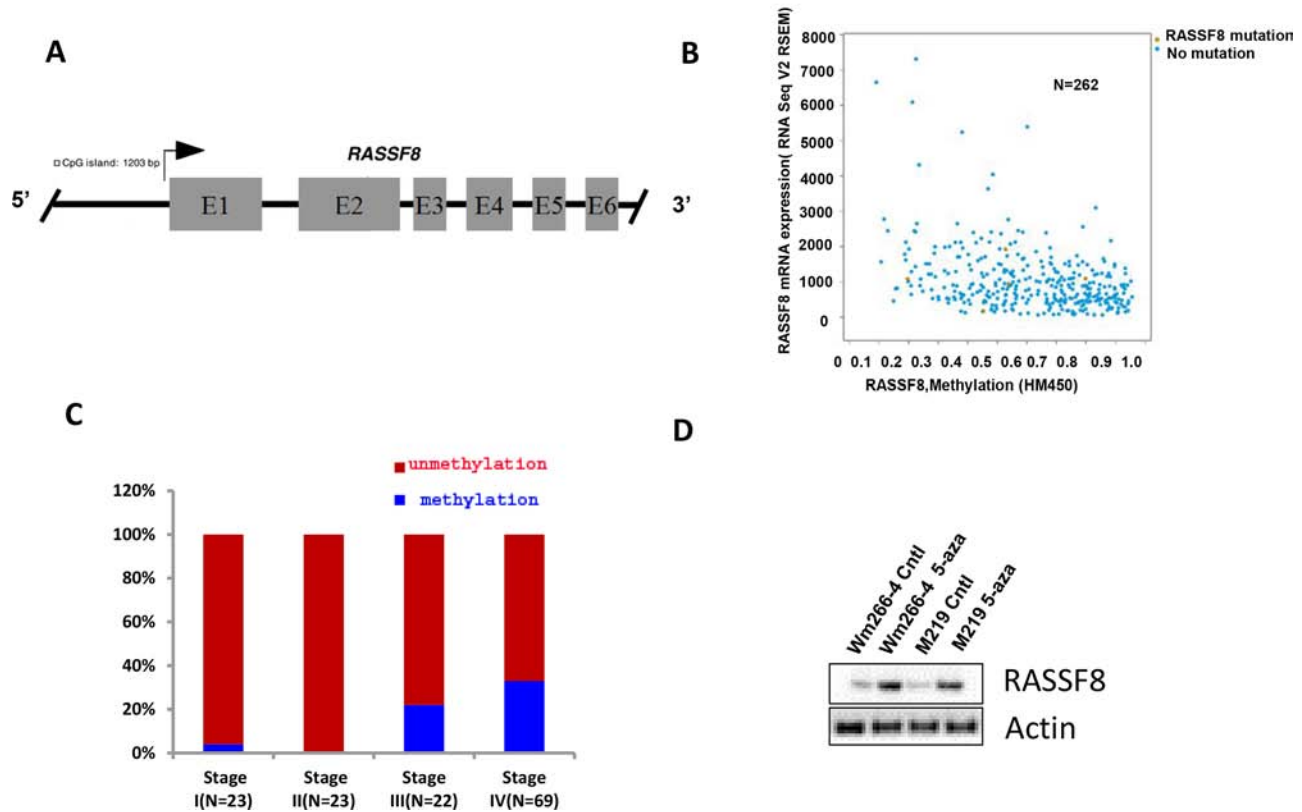 A
CpG island: 1203 bp
RASSF8
5’
E1
E2
E3
E4
E5
E6
3’
B
RASSF8 mRNA expression( RNA Seq V2 RSEM)
8000
7000
6000
5000
4000
3000
2000
1000
0
RASSF8 mutation
No mutation
N=262
0 0.1 0.2 0.3 0.4 0.5 0.6 0.7 0.8 0.9 1.0
RASSF8,Methylation (HM450)
C
unmethylation
methylation
120%
100%
80%
60%
40%
20%
0%
Stage
I(N=23)
Stage
II(N=23)
Stage
III(N=22)
Stage
IV(N=69)
D
Wm266-4 Cntl
Wm266-4 5-aza
M219 Cntl
M219 5-aza
RASSF8
Actin